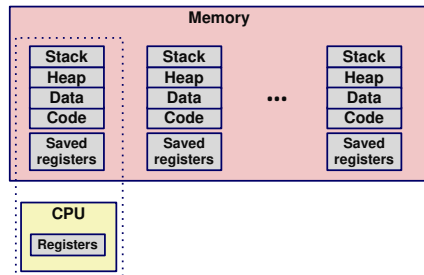 Memory
Stack
Heap
Data
Code
Saved
registers
Stack
Heap
Data
Code
Saved
registers
...
Stack
Heap
Data
Code
Saved
registers
CPU
Registers